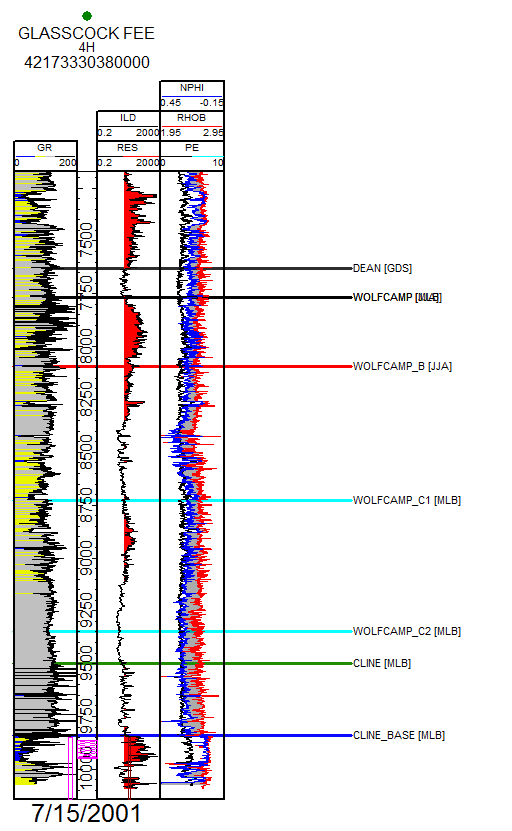 GLASSCOCK FEE
4H
42173330380000
NPHI
0.45 -0.15
ILD RHOB
0.2 2000 1.95 2.95
GR RES PE
0 200 0.2 2000 0 10
7500
DEAN [GDS]
7750
WOLFCAMP
8000
WOLFCAMP_B [JJA]
8250
8500
8750
WOLFCAMP_C1 [MLB]
9000
9250
WOLFCAMP_C2 [MLB]
9500
CLINE [MLB]
9750
CLINE_BASE [MLB]
7/15/2001